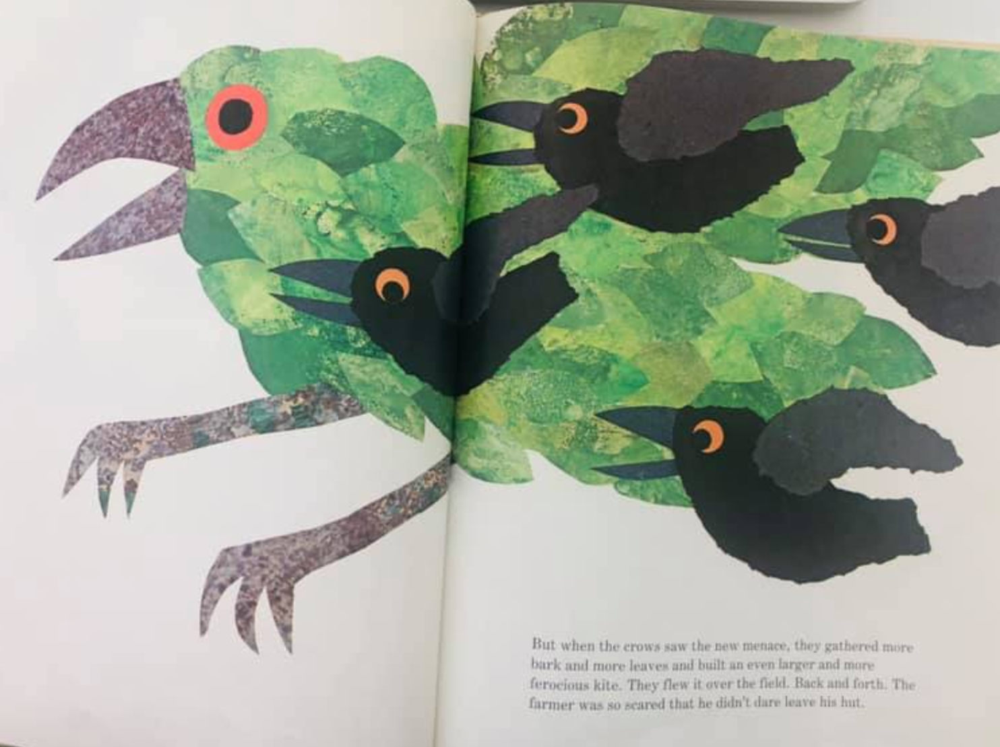 But when the crows saw the new menace, they gathered more
bark and more leaves and built an even larger and more
ferocious kite. They flew it over the field. Back and forth. The
farmer was so scared that he didn't dare leave his hut.